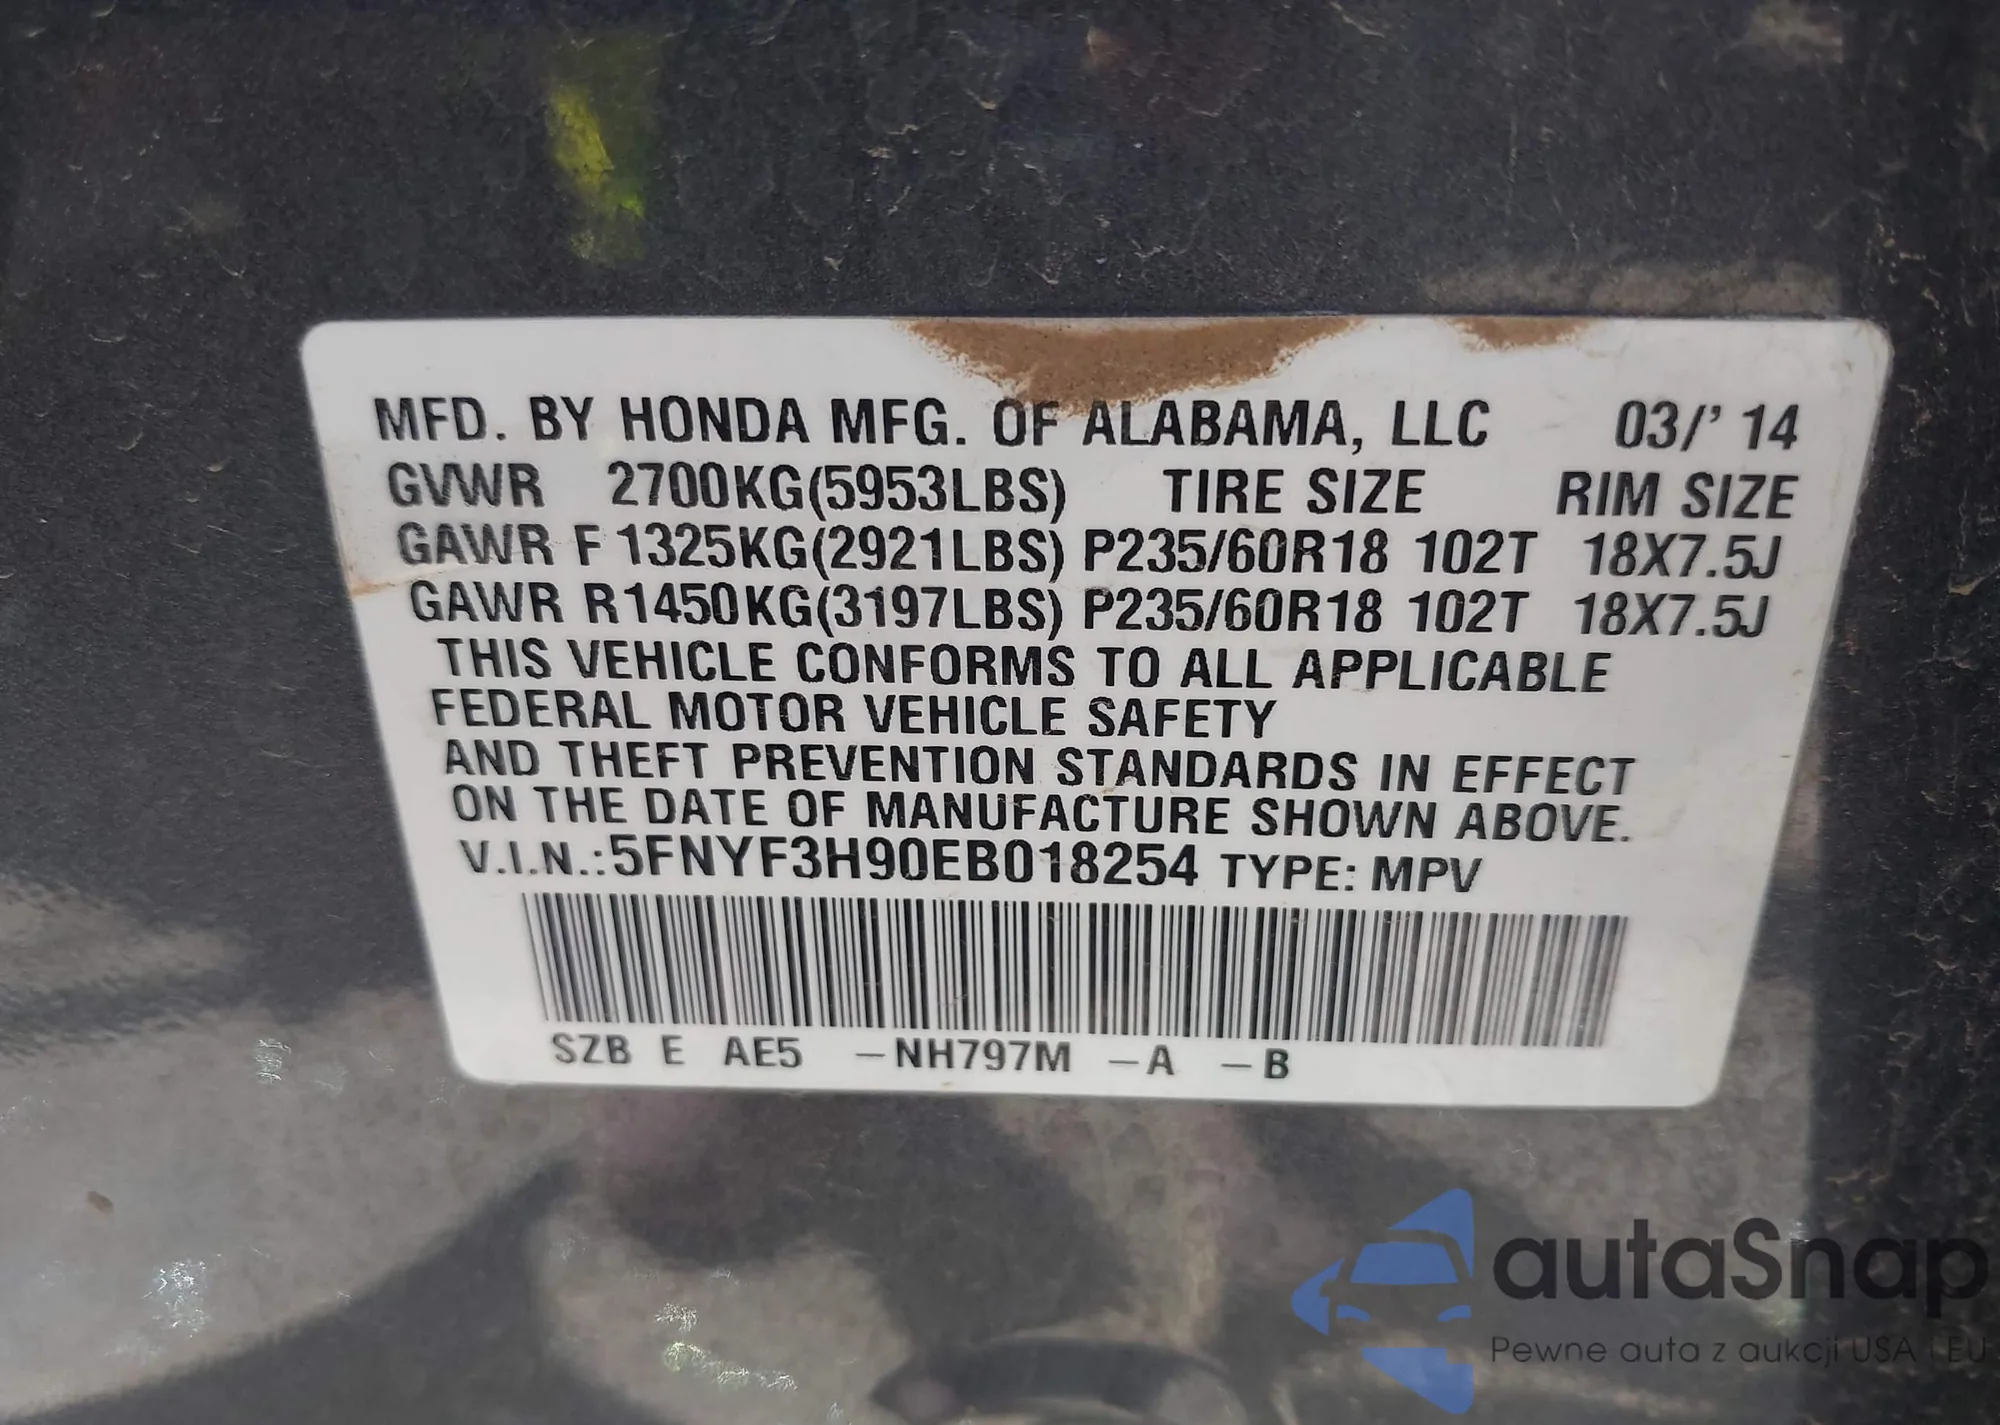 MFD. BY HONDA MFG. OF ALABAMA, LLC 03/' 14
GVWR 2700KG(5953LBS) TIRE SIZE RIM SIZE
GAWR F 1325KG(2921LBS) P235/60R18 102T 18X7.5J
GAWR R1450KG(3197LBS) P235/60R18 102T 18X7.5J
THIS VEHICLE CONFORMS TO ALL APPLICABLE
FEDERAL MOTOR VEHICLE SAFETY
AND THEFT PREVENTION STANDARDS IN EFFECT
ON THE DATE OF MANUFACTURE SHOWN ABOVE.
V.I.N.:5FNYF3H90EB018254 TYPE: MPV
SZB E AE5 -NH797M -A -B
autaSnap
Pewne auta z aukcji USA i EU